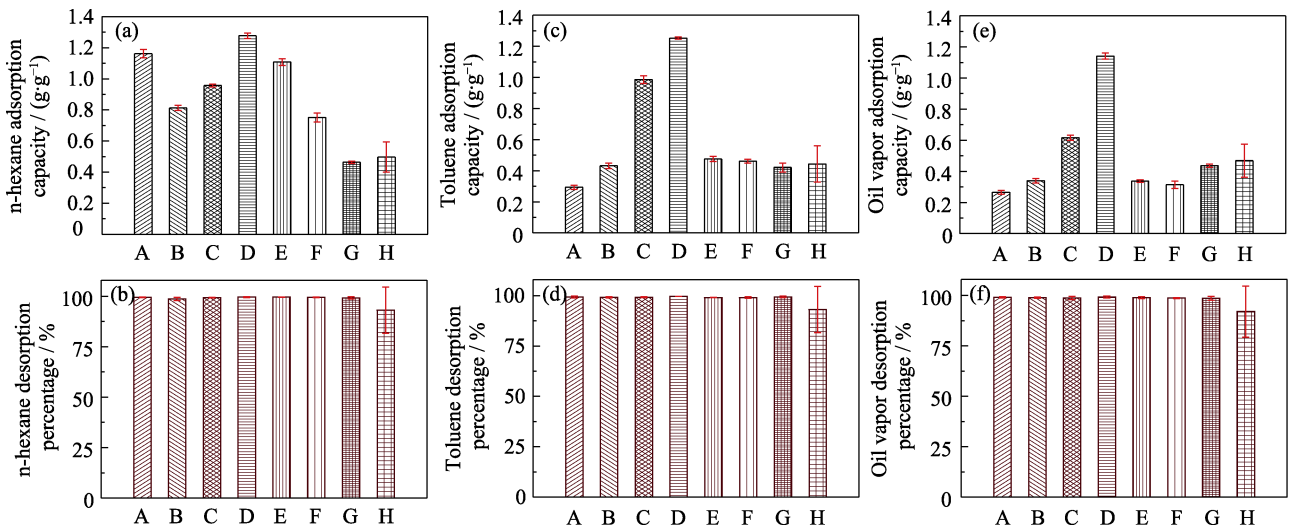 (a)
n-hexane adsorption
capacity / (g·g⁻¹)
1.4
1.2
1.0
0.8
0.6
0.4
0.2
0
A B C D E F G H
(c)
Toluene adsorption
capacity / (g·g⁻¹)
1.4
1.2
1.0
0.8
0.6
0.4
0.2
0
A B C D E F G H
(e)
Oil vapor adsorption
capacity / (g·g⁻¹)
1.4
1.2
1.0
0.8
0.6
0.4
0.2
0
A B C D E F G H
(b)
n-hexane desorption
percentage / %
100
75
50
25
0
A B C D E F G H
(d)
Toluene desorption
percentage / %
100
75
50
25
0
A B C D E F G H
(f)
Oil vapor desorption
percentage / %
100
75
50
25
0
A B C D E F G H